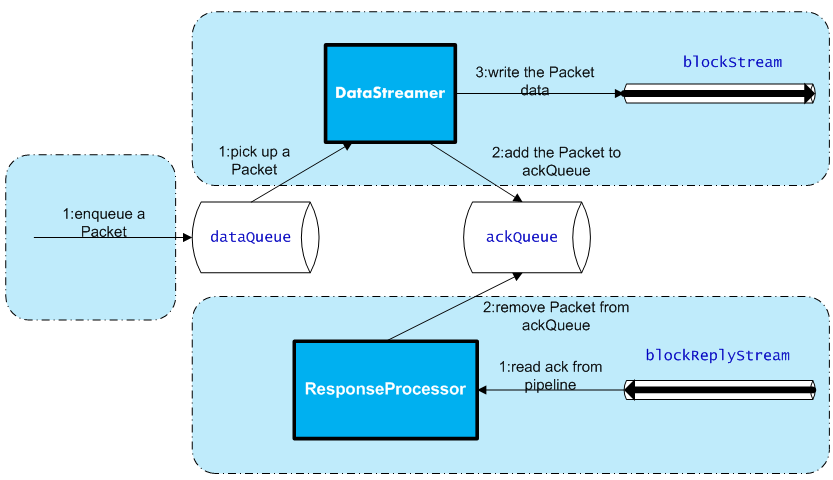 blockStream
3:write the Packet
data
DataStreamer
1:pick up a
Packet
2:add the Packet to
ackQueue
1:enqueue a
Packet
dataQueue
ackQueue
2:remove Packet from
ackQueue
blockReplyStream
1:read ack from
pipeline
ResponseProcessor